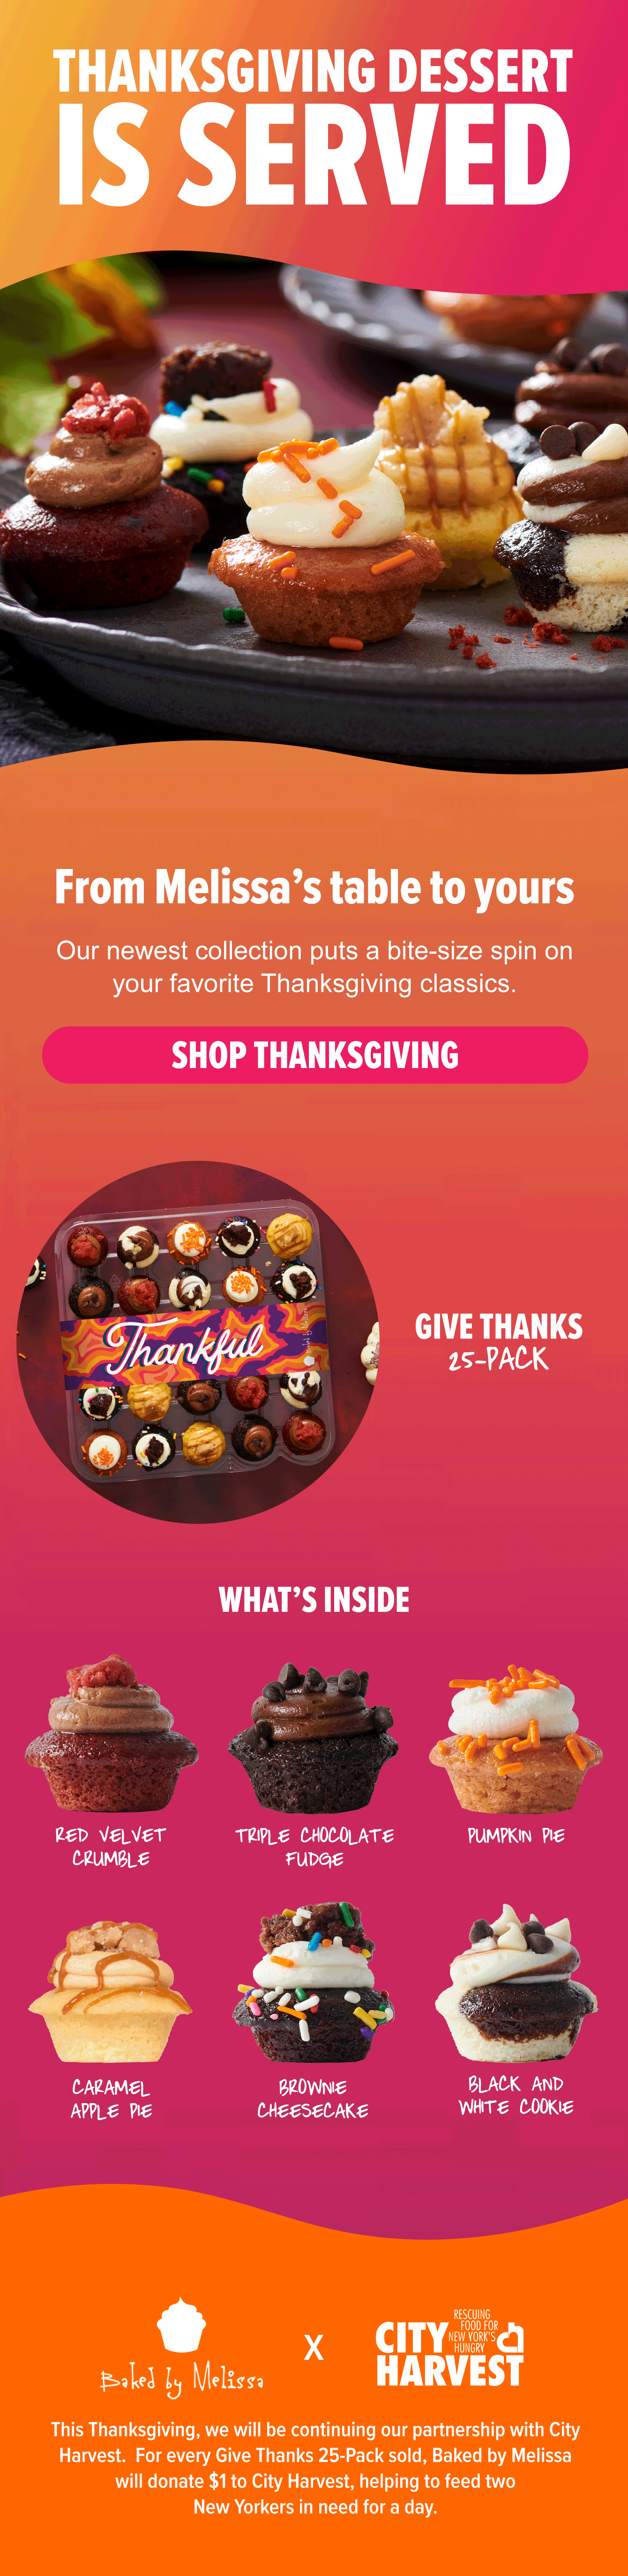 THANKSGIVING DESSERT
IS SERVED
From Melissa’s table to yours
Our newest collection puts a bite-size spin on
your favorite Thanksgiving classics.
SHOP THANKSGIVING
Thankful
GIVE THANKS
25-PACK
WHAT’S INSIDE
RED VELVET
CRUMBLE
TRIPLE CHOCOLATE
FUDGE
PUMPKIN PIE
CARAMEL
APPLE PIE
BROWNIE
CHEESECAKE
BLACK AND
WHITE COOKIE
Baked by Melissa
X
RESCUING
FOOD FOR
NEW YORK'S
HUNGRY
CITY
HARVEST
This Thanksgiving, we will be continuing our partnership with City
Harvest.  For every Give Thanks 25-Pack sold, Baked by Melissa
will donate $1 to City Harvest, helping to feed two
New Yorkers in need for a day.